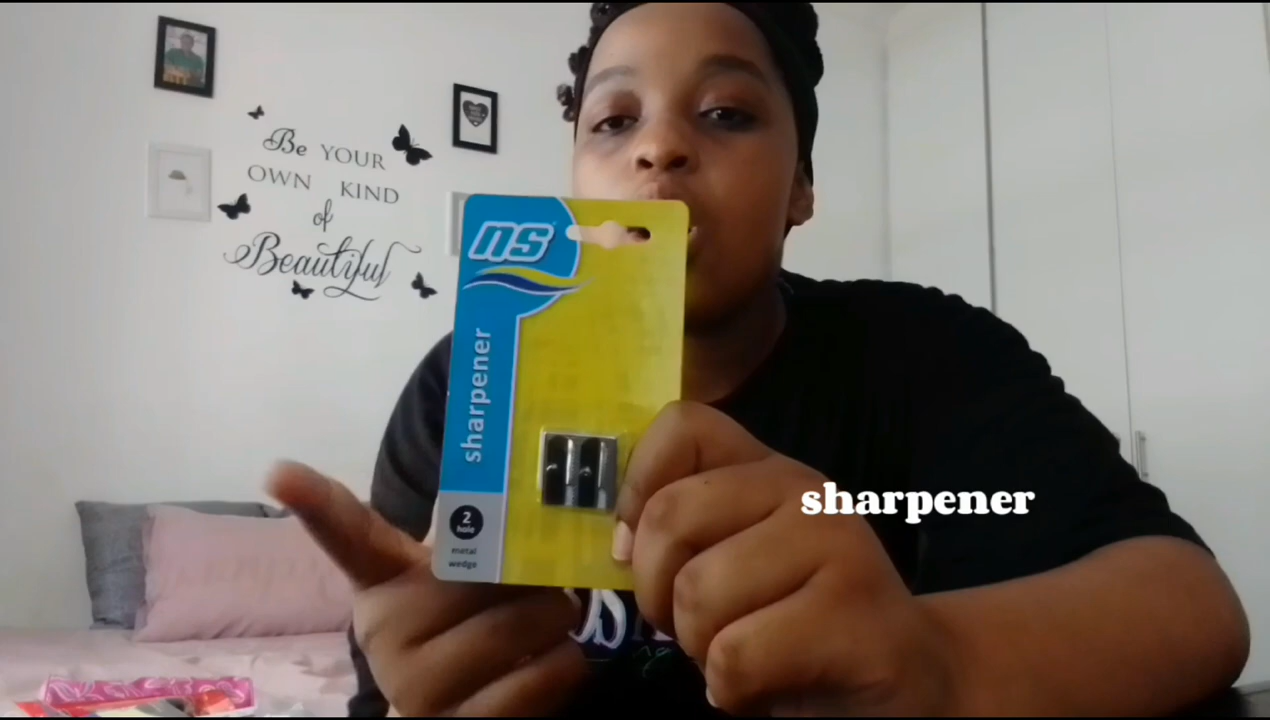 Be YOUR
OWN KIND
of
Beautiful
ns
sharpener
2
hole
metal
wedge
sharpener